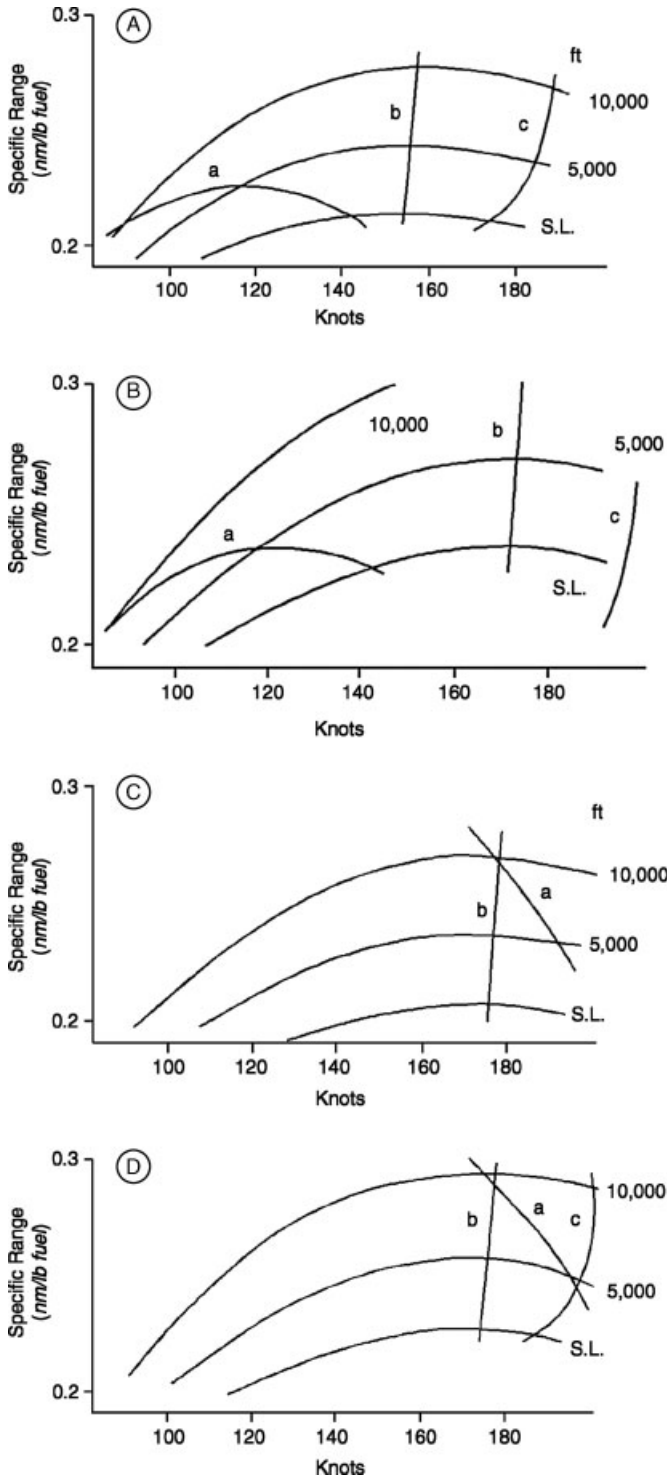 A
0.3
ft
10,000
b
c
Specific Range
(nm/lb fuel)
a
5,000
S.L.
0.2
100 120 140 160 180
Knots
B
0.3
10,000
b
5,000
Specific Range
(nm/lb fuel)
a
c
S.L.
0.2
100 120 140 160 180
Knots
C
0.3
ft
10,000
a
b
Specific Range
(nm/lb fuel)
5,000
S.L.
0.2
100 120 140 160 180
Knots
D
0.3
10,000
a
c
b
Specific Range
(nm/lb fuel)
5,000
S.L.
0.2
100 120 140 160 180
Knots